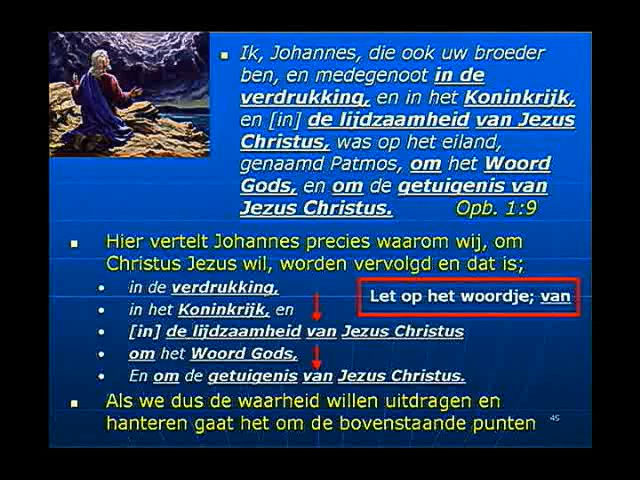 Ik, Johannes, die ook uw broeder
ben, en medegenoot in de
verdrukking, en in het Koninkrijk,
en [in] de lijdzaamheid van Jezus
Christus, was op het eiland,
genaamd Patmos, om het Woord
Gods, en om de getuigenis van
Jezus Christus. Opb. 1:9
Hier vertelt Johannes precies waarom wij, om
Christus Jezus wil, worden vervolgd en dat is;
in de verdrukking,
in het Koninkrijk, en
[in] de lijdzaamheid van Jezus Christus
om het Woord Gods,
En om de getuigenis van Jezus Christus.
Let op het woordje; van
Als we dus de waarheid willen uitdragen en
hanteren gaat het om de bovenstaande punten
45